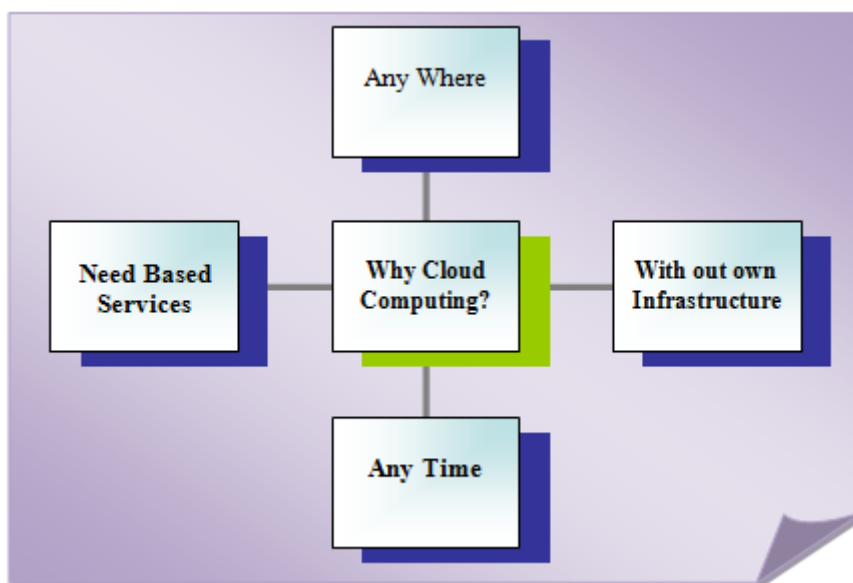 Any Where
Need Based
Services
Why Cloud
Computing?
With out own
Infrastructure
Any Time